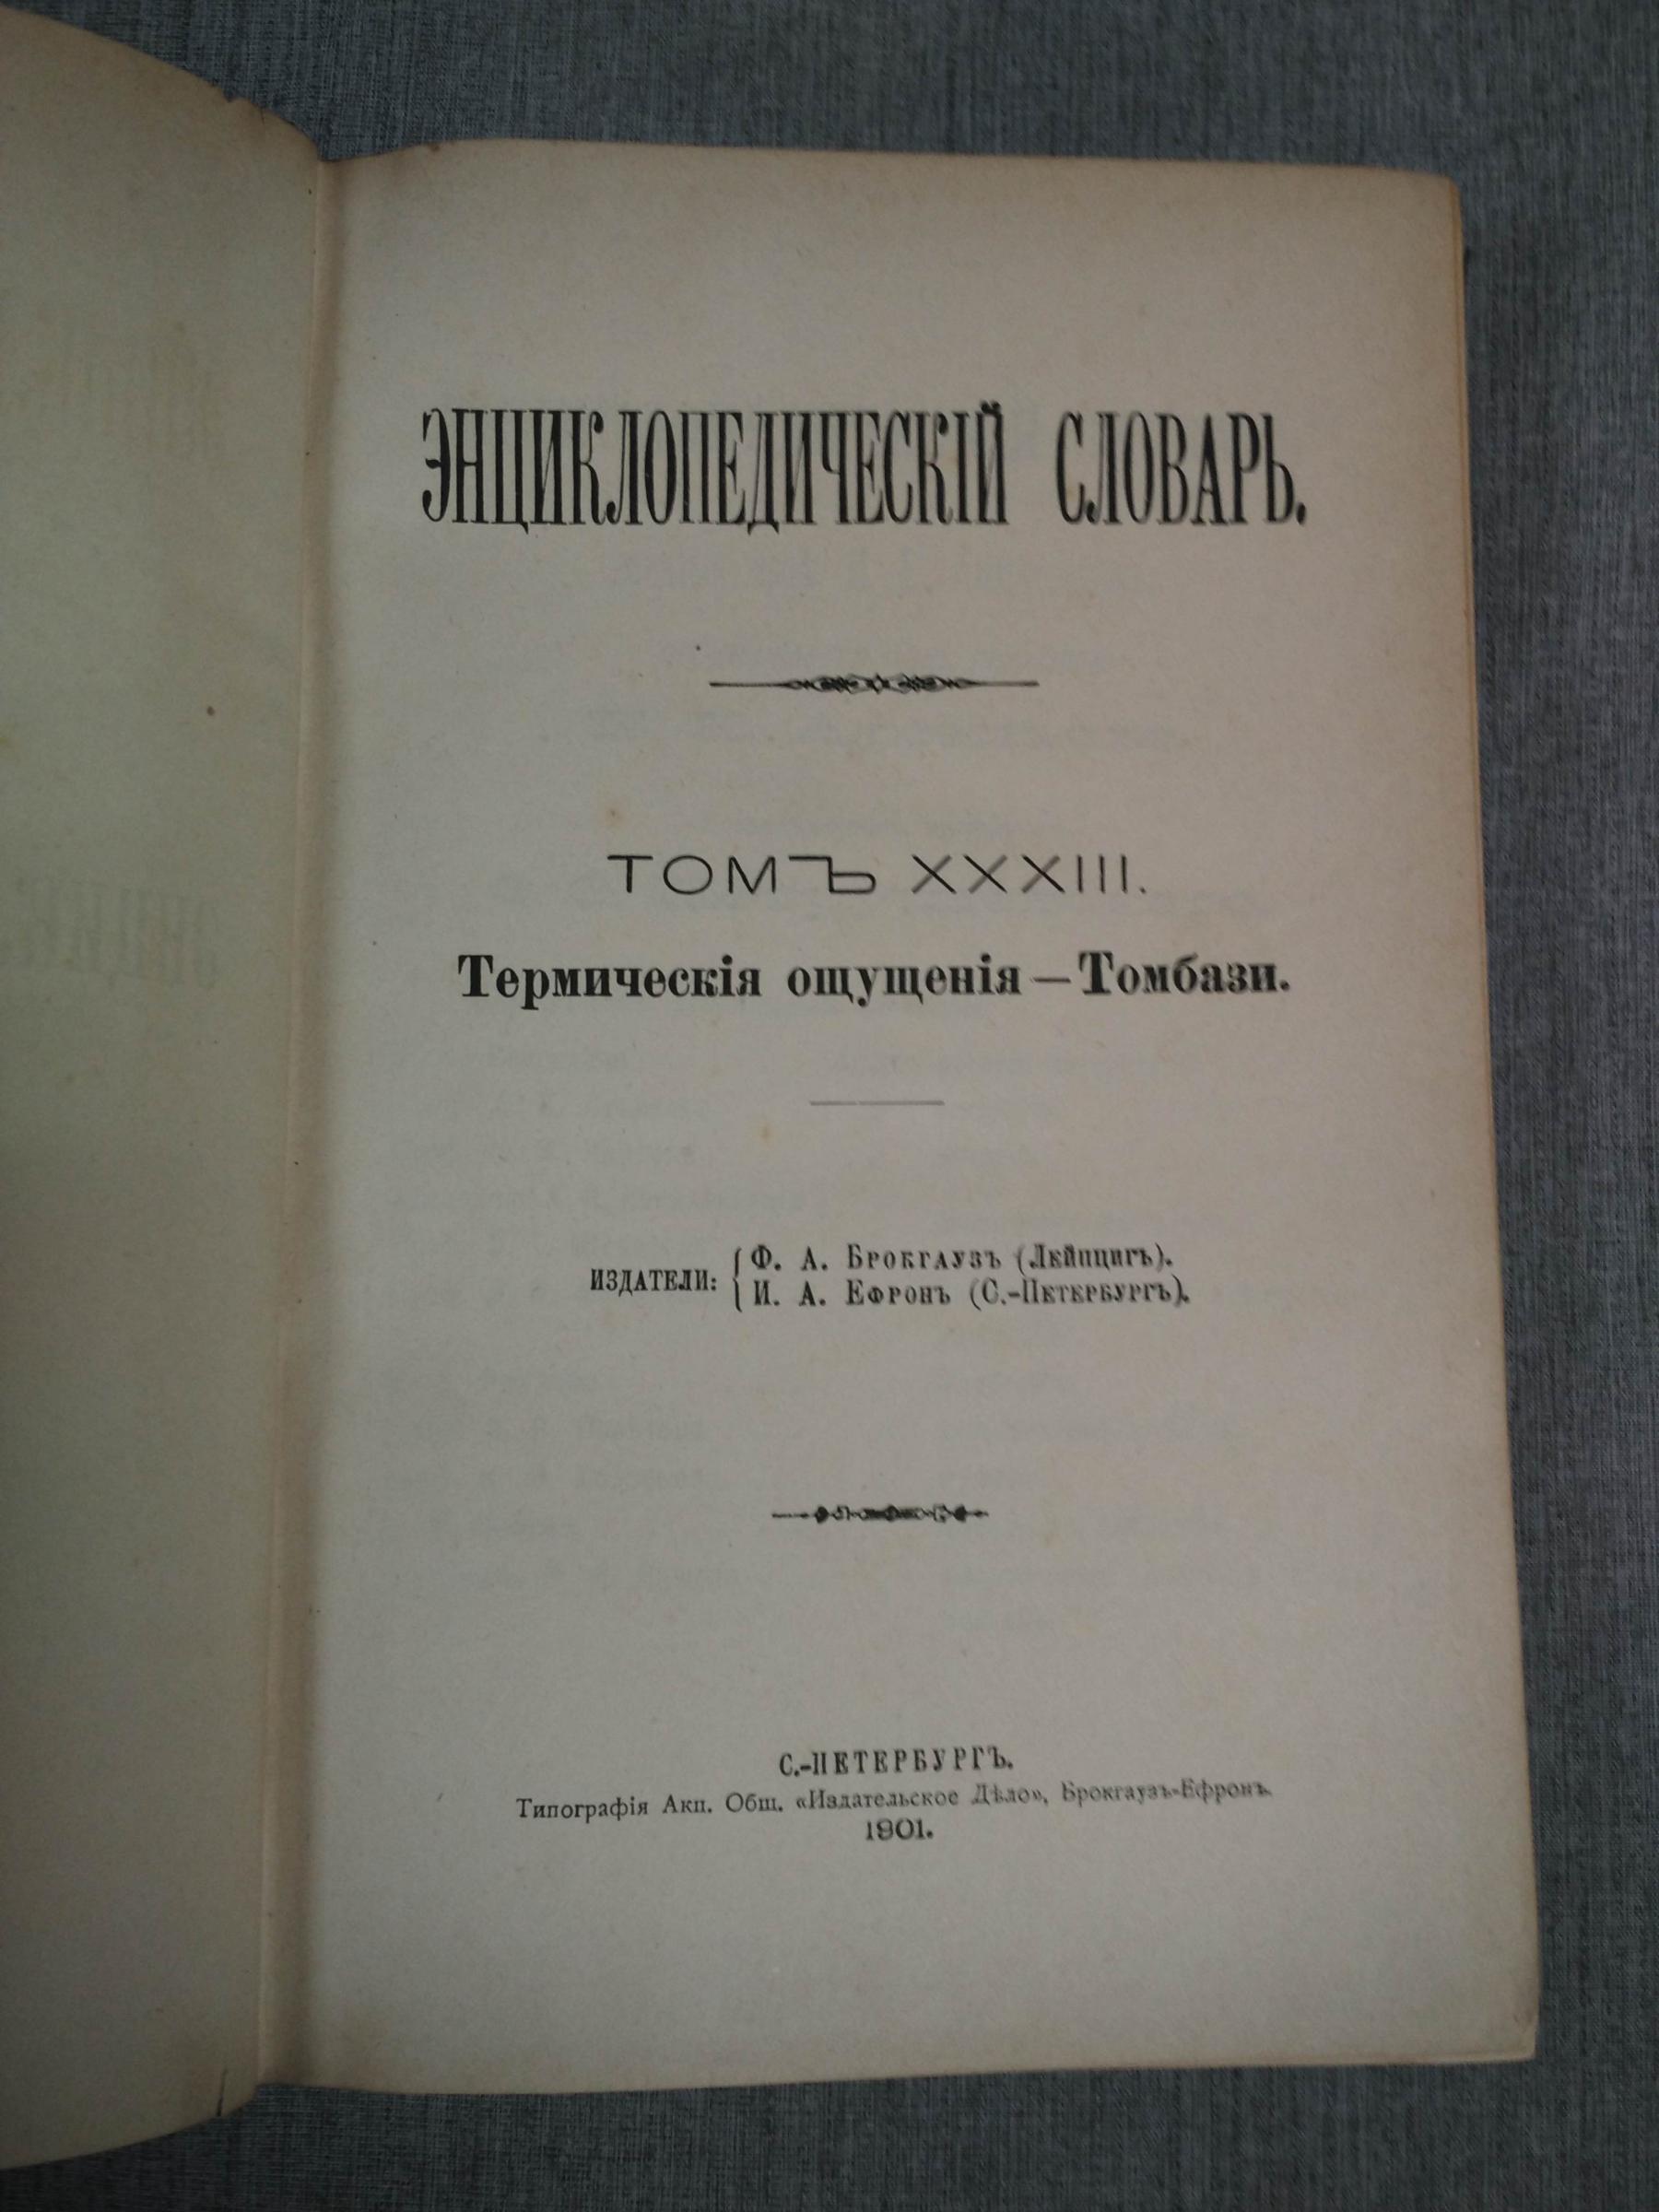 ЭНЦИКЛОПЕДИЧЕСКІЙ СЛОВАРЬ.
ТОМЪ XXXIII.
Термическія ощущенія — Томбази.
ИЗДАТЕЛИ: { Ф. А. Брокгаузъ (Лейпцигъ).
И. А. Ефронъ (С.-Петербургъ).
С.-ПЕТЕРБУРГЪ.
Типографія Акц. Общ. «Издательское Дѣло», Брокгаузъ-Ефронъ.
1901.